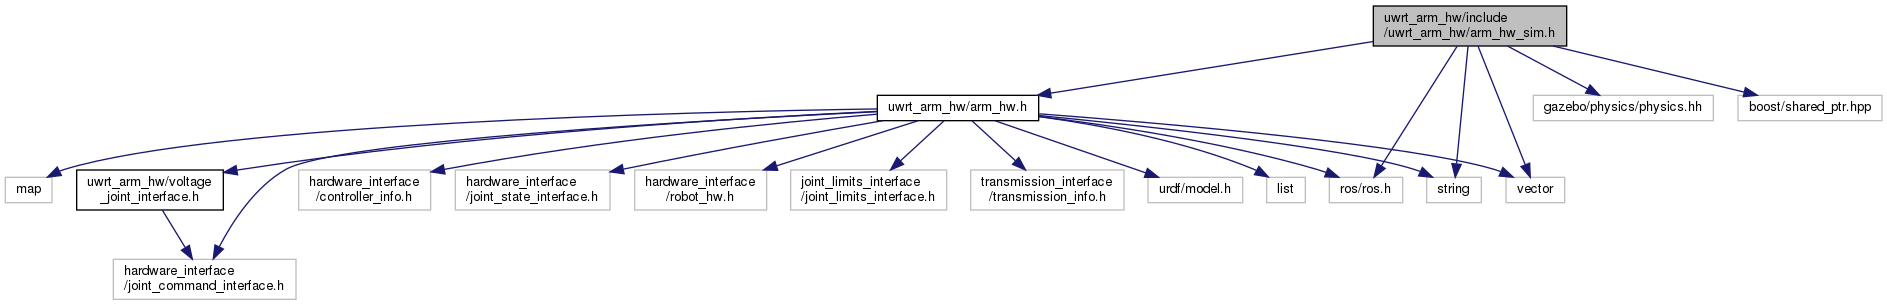 uwrt_arm_hw/include
/uwrt_arm_hw/arm_hw_sim.h
uwrt_arm_hw/arm_hw.h
gazebo/physics/physics.hh
boost/shared_ptr.hpp
map
uwrt_arm_hw/voltage
_joint_interface.h
hardware_interface
/controller_info.h
hardware_interface
/joint_state_interface.h
hardware_interface
/robot_hw.h
joint_limits_interface
/joint_limits_interface.h
transmission_interface
/transmission_info.h
urdf/model.h
list
ros/ros.h
string
vector
hardware_interface
/joint_command_interface.h